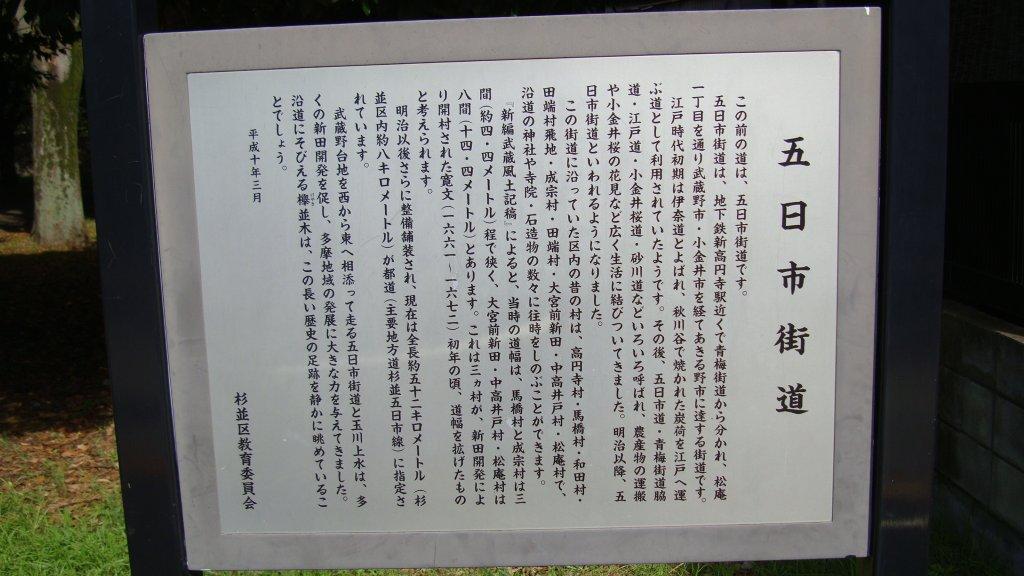 五日市街道
この前の道は、五日市街道です。
五日市街道は、地下鉄新高円寺駅近くで青梅街道から分かれ、松庵
一丁目を通り武蔵野市・小金井市を経てあきる野市に達する街道です。
江戸時代初期は伊奈道とよばれ、秋川谷で焼かれた炭荷を江戸へ運
ぶ道として利用されていたようです。その後、五日市道・青梅街道脇
道・江戸道・小金井桜道・砂川道などいろいろ呼ばれ、農産物の運搬
や小金井桜の花見など広く生活に結びついてきました。明治以降、五
日市街道といわれるようになりました。
この街道に沿っていた区内の昔の村は、高円寺村・馬橋村・和田村・
田端村飛地・成宗村・田端村・大宮前新田・中高井戸村・松庵村で、
沿道の神社や寺院・石造物の数々に往時をしのぶことができます。
『新編武蔵風土記稿』によると、当時の道幅は、馬橋村と成宗村は三
間(約四・四メートル)程で狭く、大宮前新田・中高井戸村・松庵村は
八間(十四・四メートル)とあります。これは三ヵ村が、新田開発によ
り開村された寛文(一六六一～一六七二)初年の頃、道幅を拡げたもの
と考えられます。
明治以後さらに整備舗装され、現在は全長約五十二キロメートル(杉
並区内約八キロメートル)が都道(主要地方道杉並五日市線)に指定さ
れています。
武蔵野台地を西から東へ相添って走る五日市街道と玉川上水は、多
くの新田開発を促し、多摩地域の発展に大きな力を与えてきました。
沿道にそびえる欅並木は、この長い歴史の足跡を静かに眺めているこ
とでしょう。
平成十年三月
杉並区教育委員会